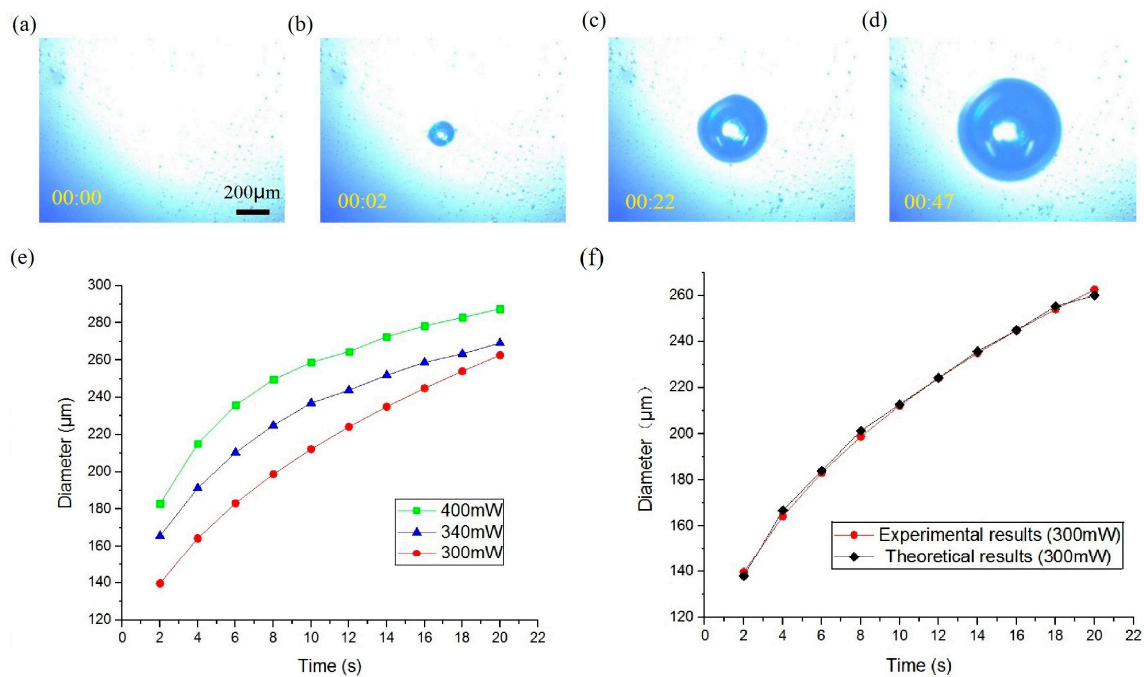 (a)
(b)
(c)
(d)
00:00
200μm
00:02
00:22
00:47
(e)
300
280
260
240
220
200
180
160
140
120
Diameter (μm)
400mW
340mW
300mW
0 2 4 6 8 10 12 14 16 18 20 22
Time (s)
(f)
260
240
220
200
180
160
140
120
Diameter (μm)
Experimental results (300mW)
Theoretical results (300mW)
0 2 4 6 8 10 12 14 16 18 20 22
Time (s)